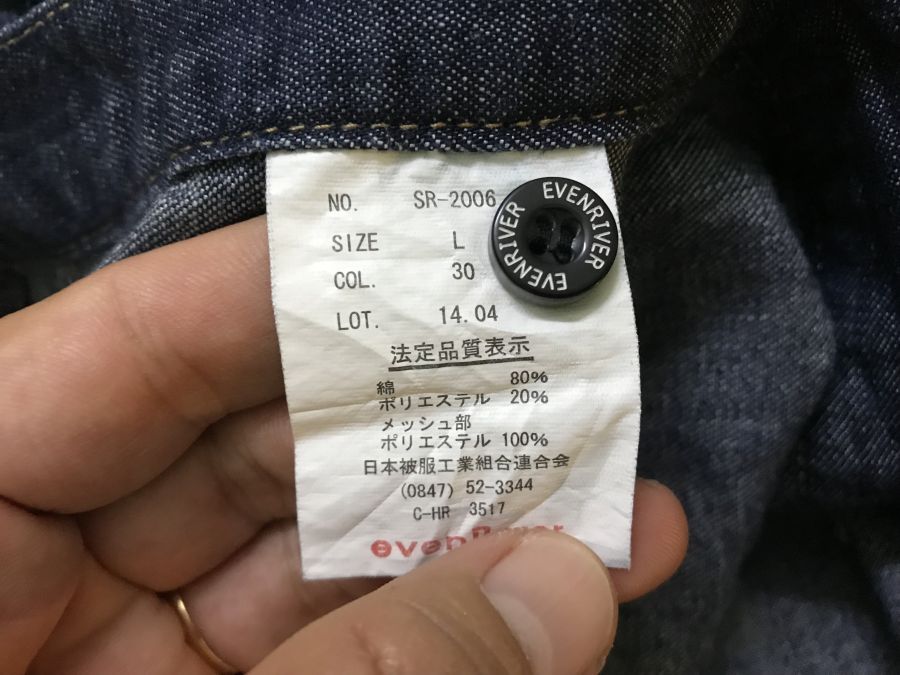 NO. SR-2006
SIZE L
COL. 30
LOT. 14.04
EVENRIVER EVENRIVER EVENRIVER
法定品質表示
綿 80%
ポリエステル 20%
メッシュ部
ポリエステル 100%
日本被服工業組合連合会
(0847) 52-3344
C-HR 3517